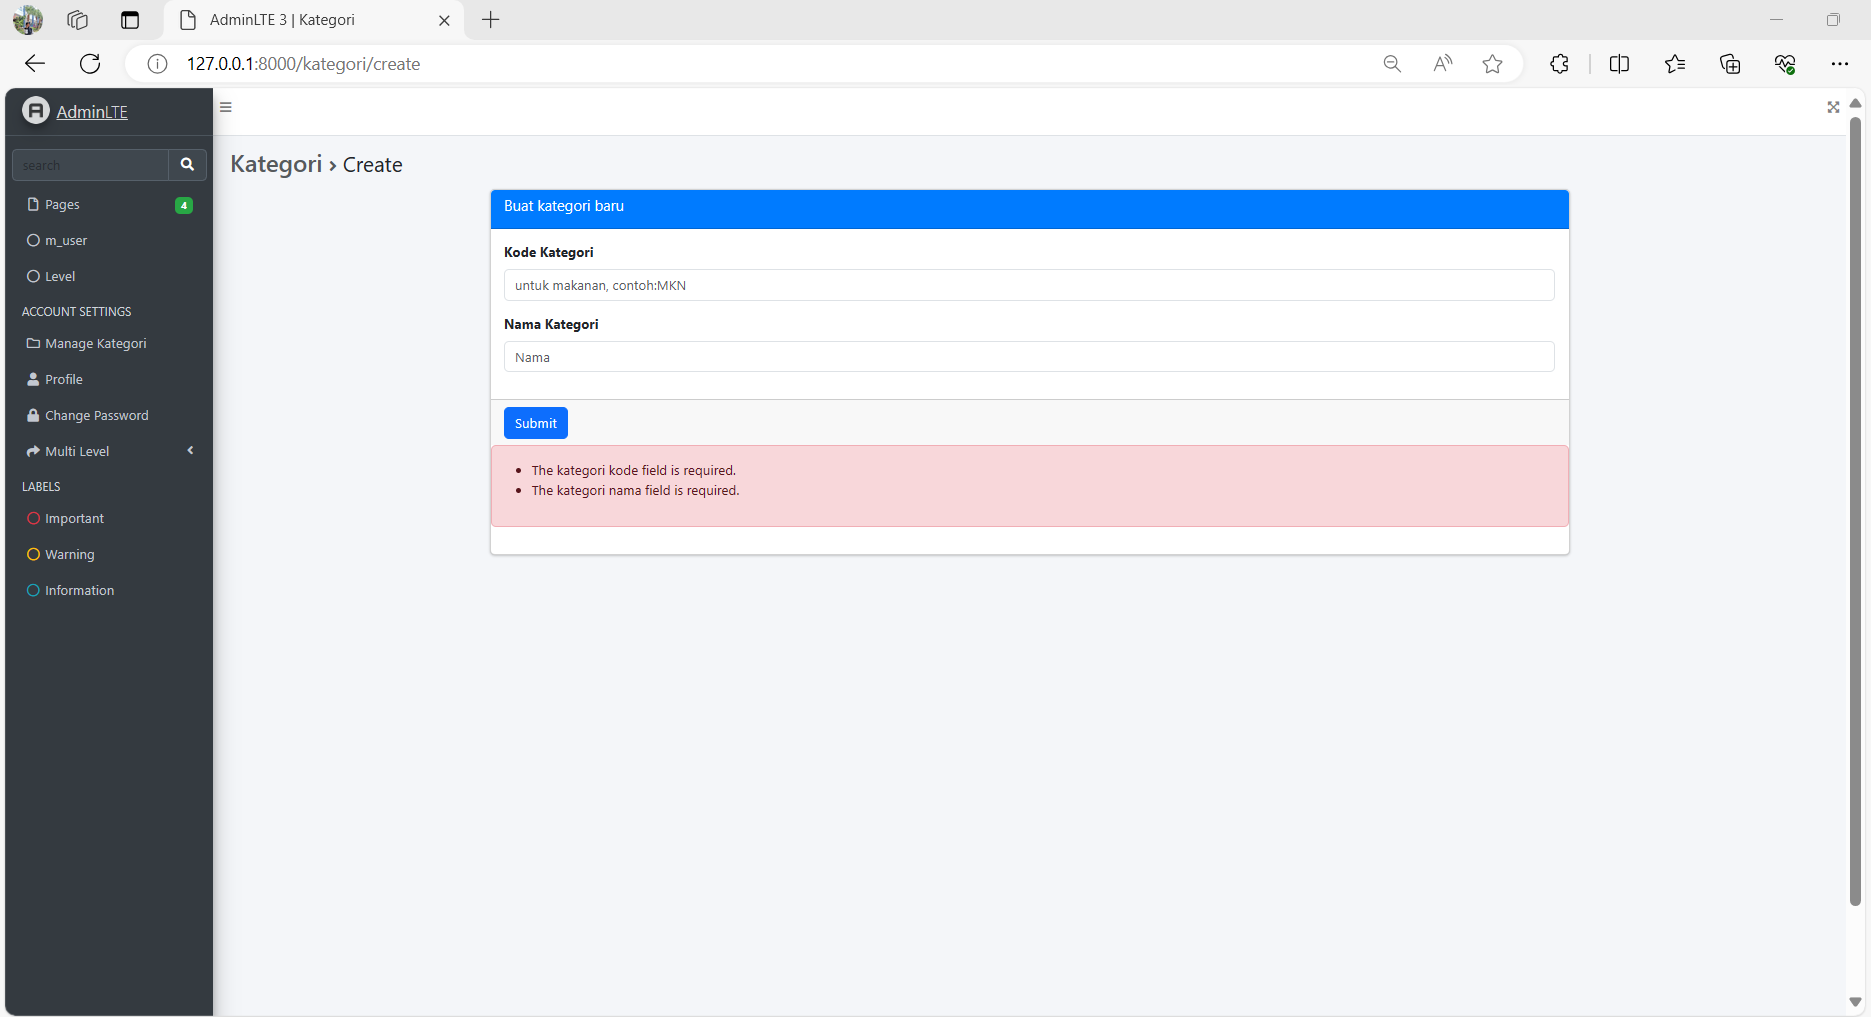 AdminLTE 3 | Kategori
127.0.0.1:8000/kategori/create
AdminLTE
search
Pages 4
m_user
Level
ACCOUNT SETTINGS
Manage Kategori
Profile
Change Password
Multi Level
LABELS
Important
Warning
Information
Kategori › Create
Buat kategori baru
Kode Kategori
untuk makanan, contoh:MKN
Nama Kategori
Nama
Submit
The kategori kode field is required.
The kategori nama field is required.